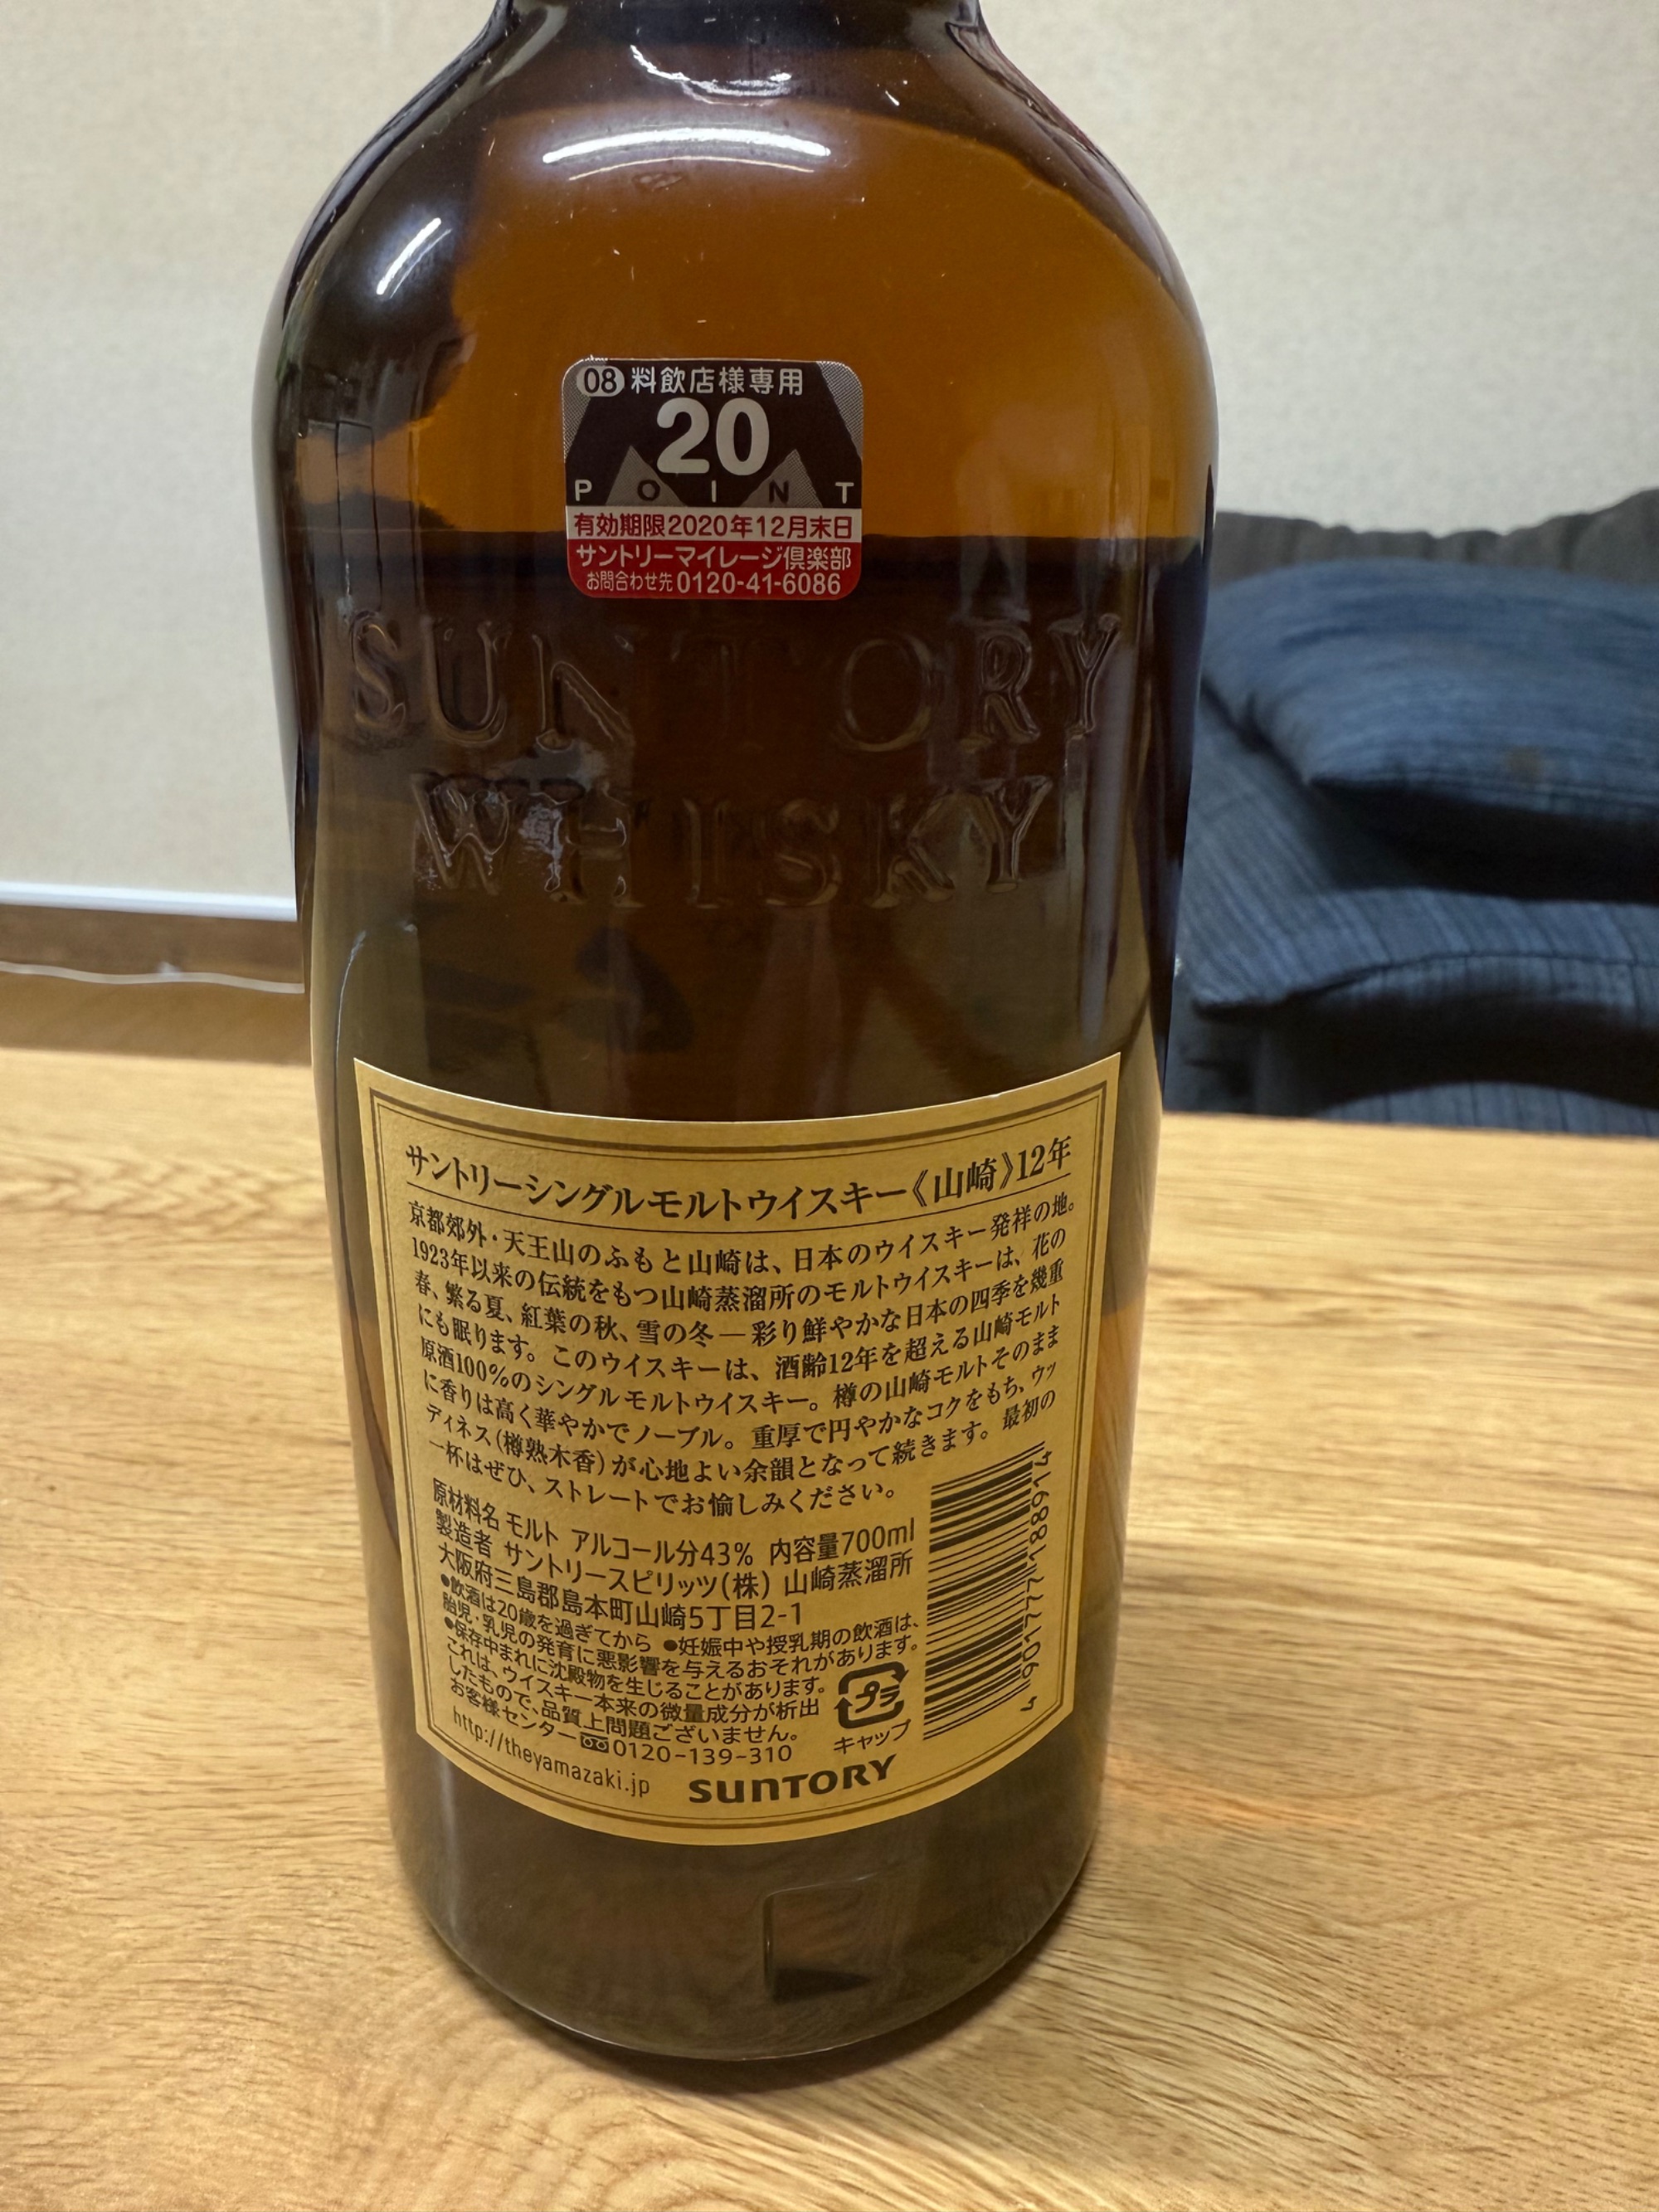 08 料飲店様専用
20
POINT
有効期限2020年12月末日
サントリーマイレージ倶楽部
お問合わせ先0120-41-6086
SUNTORY
WHISKY
サントリーシングルモルトウイスキー《山崎》12年
京都郊外・天王山のふもと山崎は、日本のウイスキー発祥の地。
1923年以来の伝統をもつ山崎蒸溜所のモルトウイスキーは、花の
春、繁る夏、紅葉の秋、雪の冬―彩り鮮やかな日本の四季を幾重
にも眠ります。このウイスキーは、酒齢12年を超える山崎モルト
原酒100%のシングルモルトウイスキー。樽の山崎モルトそのまま
に香りは高く華やかでノーブル。重厚で円やかなコクをもち、ウッ
ディネス(樽熟木香)が心地よい余韻となって続きます。最初の
一杯はぜひ、ストレートでお愉しみください。
原材料名 モルト アルコール分43% 内容量700ml
製造者 サントリースピリッツ(株) 山崎蒸溜所
大阪府三島郡島本町山崎5丁目2-1
●飲酒は20歳を過ぎてから ●妊娠中や授乳期の飲酒は、
胎児・乳児の発育に悪影響を与えるおそれがあります。
●保存中まれに沈殿物を生じることがあります。
これは、ウイスキー本来の微量成分が析出
したもので、品質上問題ございません。
お客様センター 0120-139-310
http://theyamazaki.jp
SUNTORY
プラ
キャップ
4 901777 188914